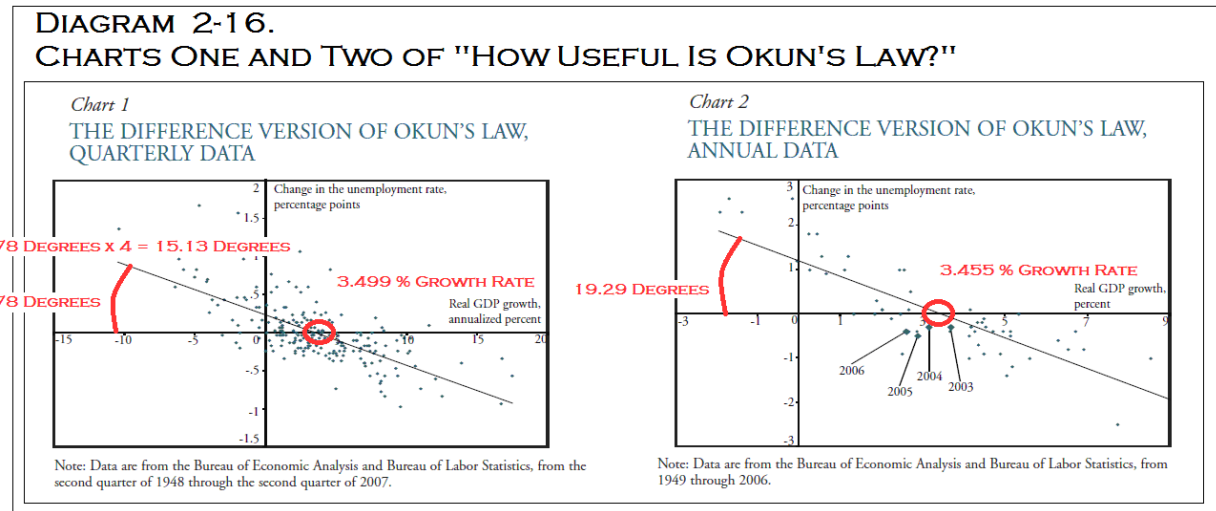 DIAGRAM 2-16.
CHARTS ONE AND TWO OF "HOW USEFUL IS OKUN'S LAW?"
Chart 1
THE DIFFERENCE VERSION OF OKUN'S LAW,
QUARTERLY DATA
2
Change in the unemployment rate,
percentage points
1.5
1
78 DEGREES X 4 = 15.13 DEGREES
3.499 % GROWTH RATE
78 DEGREES
.5
Real GDP growth,
annualized percent
-15
-10
-5
0
5
10
15
20
-.5
-1
-1.5
Note: Data are from the Bureau of Economic Analysis and Bureau of Labor Statistics, from the
second quarter of 1948 through the second quarter of 2007.
Chart 2
THE DIFFERENCE VERSION OF OKUN'S LAW,
ANNUAL DATA
3
Change in the unemployment rate,
percentage points
2
1
3.455 % GROWTH RATE
19.29 DEGREES
Real GDP growth,
percent
-3
-1
0
1
3
5
7
9
-1
2006
2005
2004
2003
-2
-3
Note: Data are from the Bureau of Economic Analysis and Bureau of Labor Statistics, from
1949 through 2006.